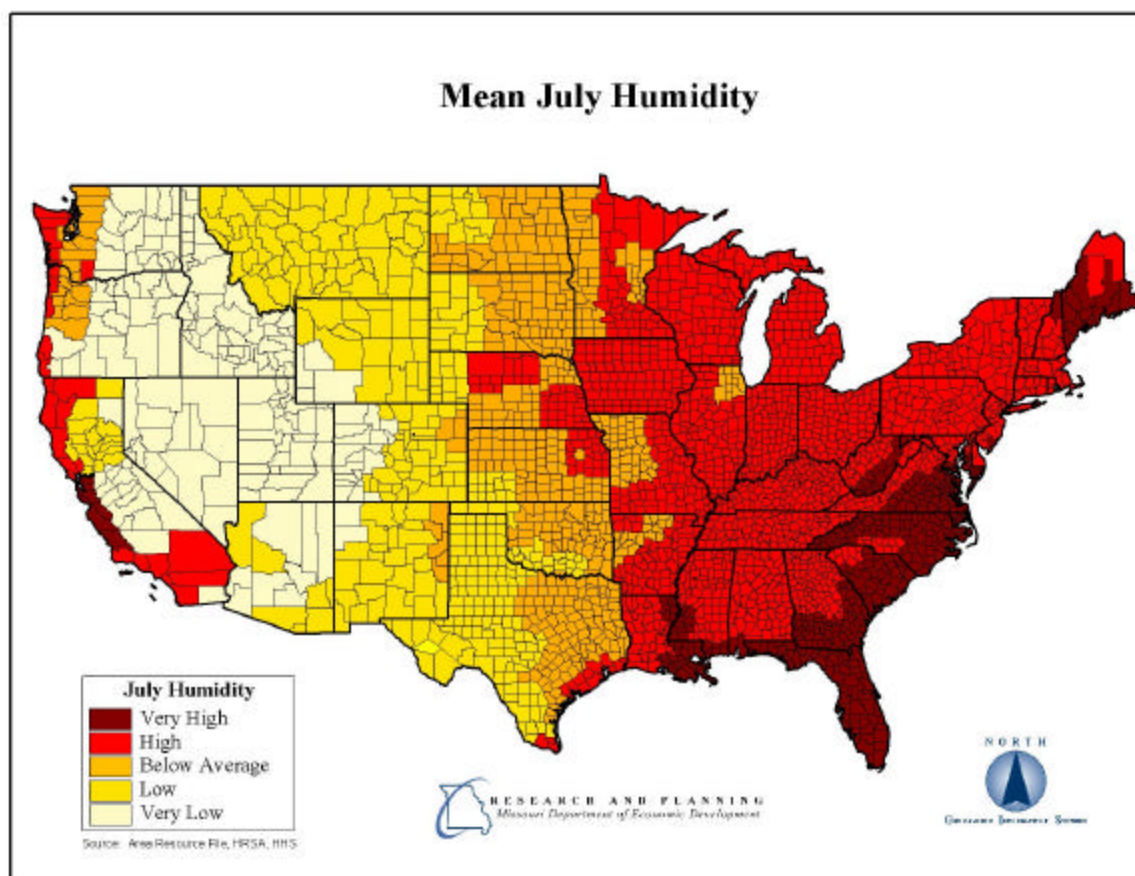 Mean July Humidity
July Humidity
Very High
High
Below Average
Low
Very Low
Source: Area Resource File, HRSA, HHS
RESEARCH AND PLANNING
Missouri Department of Economic Development
NORTH